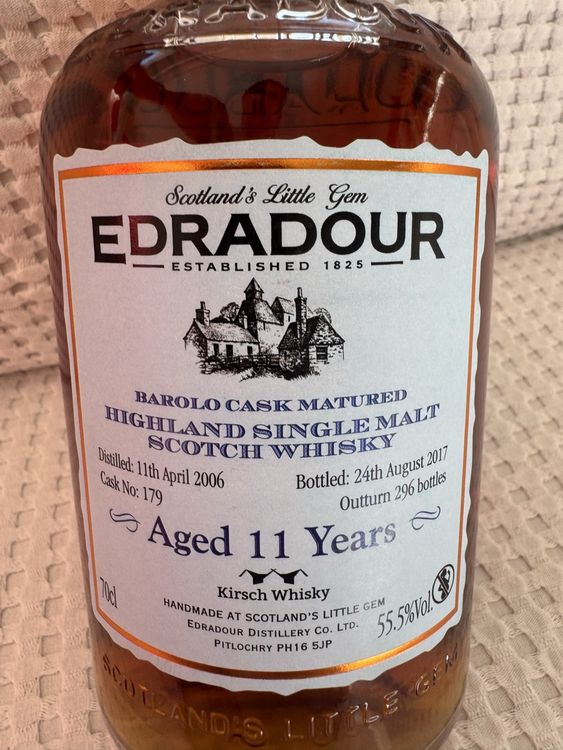 Scotland's Little Gem
EDRADOUR
ESTABLISHED 1825
BAROLO CASK MATURED
HIGHLAND SINGLE MALT
SCOTCH WHISKY
Distilled: 11th April 2006
Bottled: 24th August 2017
Cask No: 179
Outturn 296 bottles
Aged 11 Years
Kirsch Whisky
70cl
HANDMADE AT SCOTLAND'S LITTLE GEM
EDRADOUR DISTILLERY CO. LTD.
PITLOCHRY PH16 5JP
55.5%Vol.
SCOTLAND'S LITTLE GEM